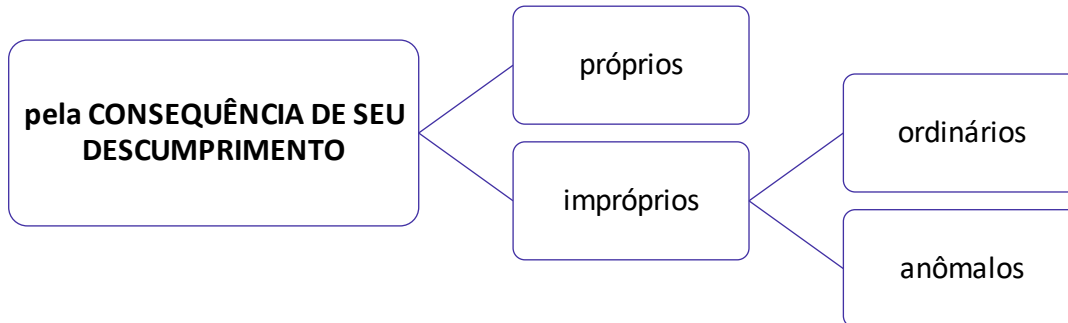 pela CONSEQUÊNCIA DE SEU
DESCUMPRIMENTO
próprios
impróprios
ordinários
anômalos